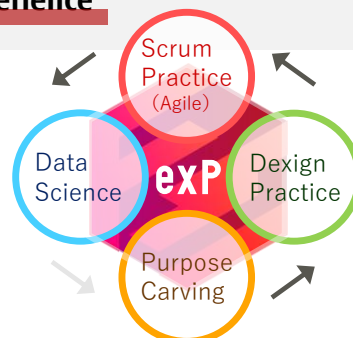 Scrum
Practice
(Agile)
Data
Science
exP
Dexign
Practice
Purpose
Carving